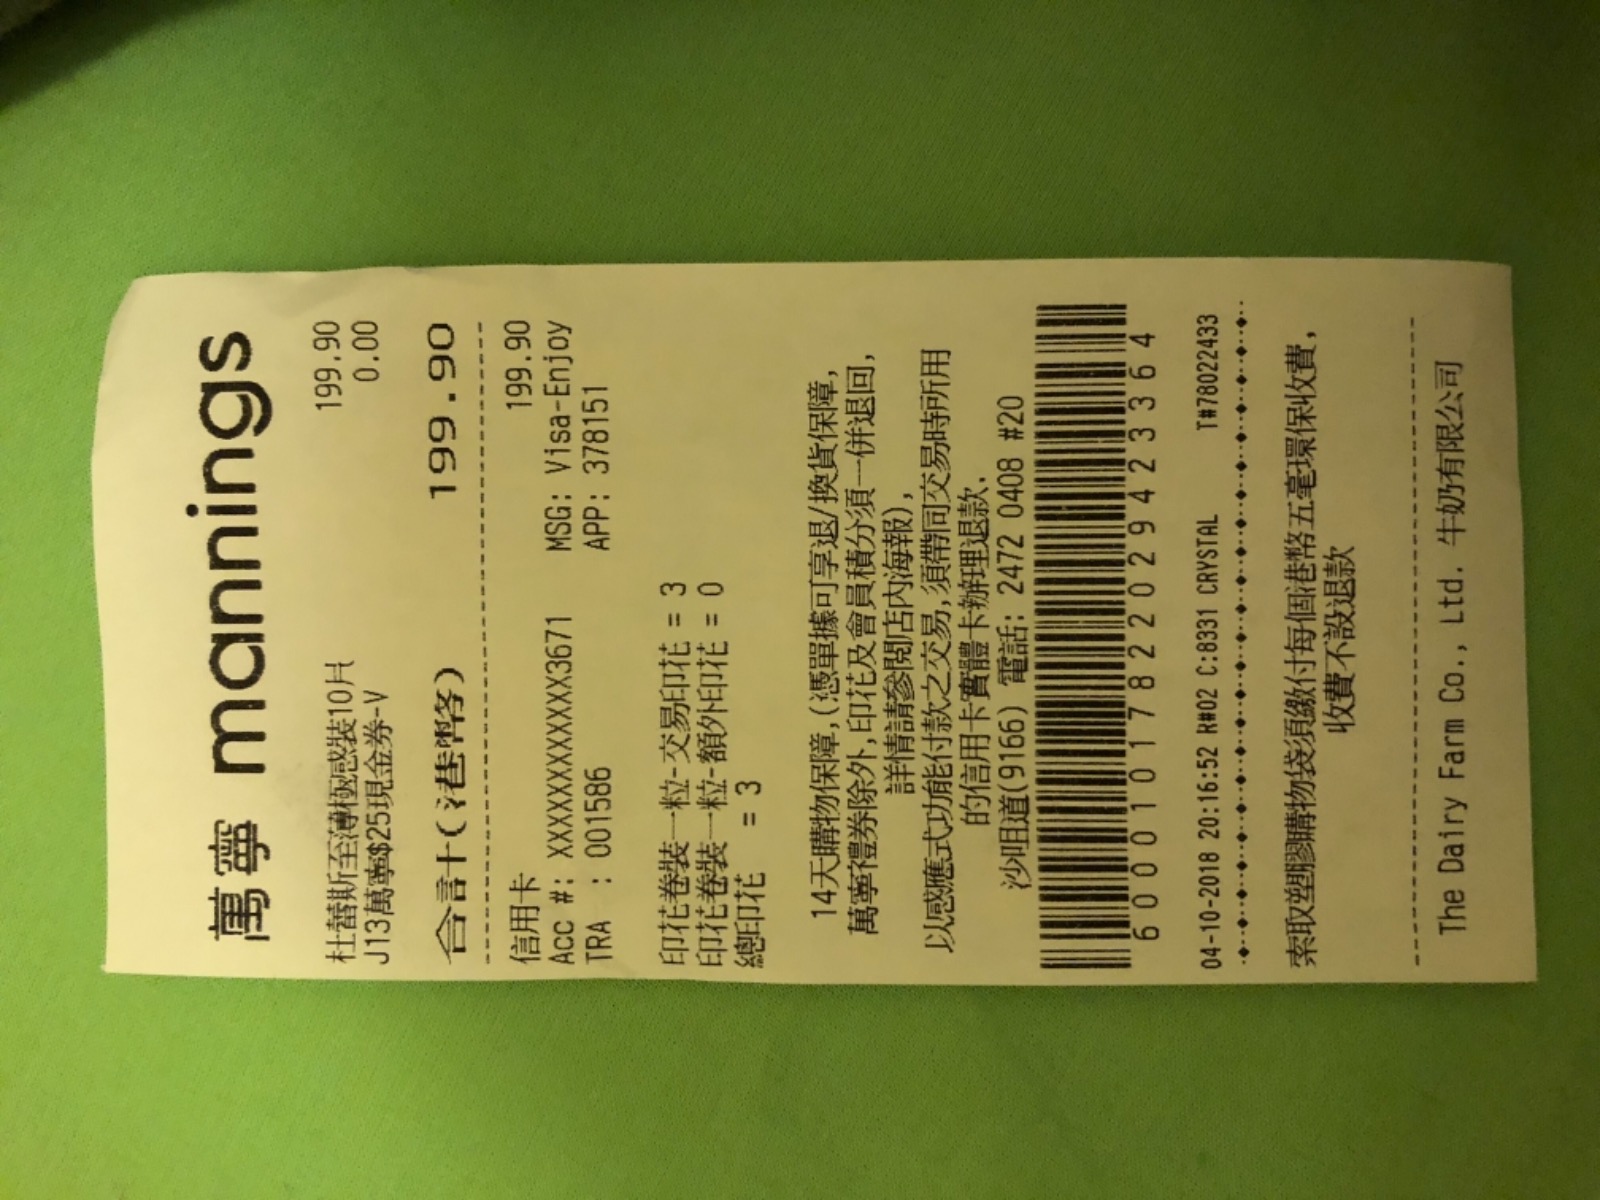 萬寧 mannings
杜蕾斯至薄極感裝10片 199.90
J13萬寧$25現金券-V 0.00
合計(港幣) 199.90
信用卡 199.90
Acc #: XXXXXXXXXXXX3671 MSG: Visa-Enjoy
TRA : 001586 APP: 378151
印花卷裝一粒-交易印花 = 3
印花卷裝一粒-額外印花 = 0
總印花 = 3
14天購物保障,(憑單據可享退/換貨保障,
萬寧禮券除外,印花及會員積分須一併退回,
詳情請參閱店內海報),
以感應式功能付款之交易,須帶同交易時所用
的信用卡實體卡辦理退款.
沙咀道(9166) 電話: 2472 0408 #20
60001017822029423364
04-10-2018 20:16:52 R#02 C:8331 CRYSTAL T#78022433
索取塑膠購物袋須繳付每個港幣五毫環保收費,
收費不設退款
The Dairy Farm Co., Ltd. 牛奶有限公司